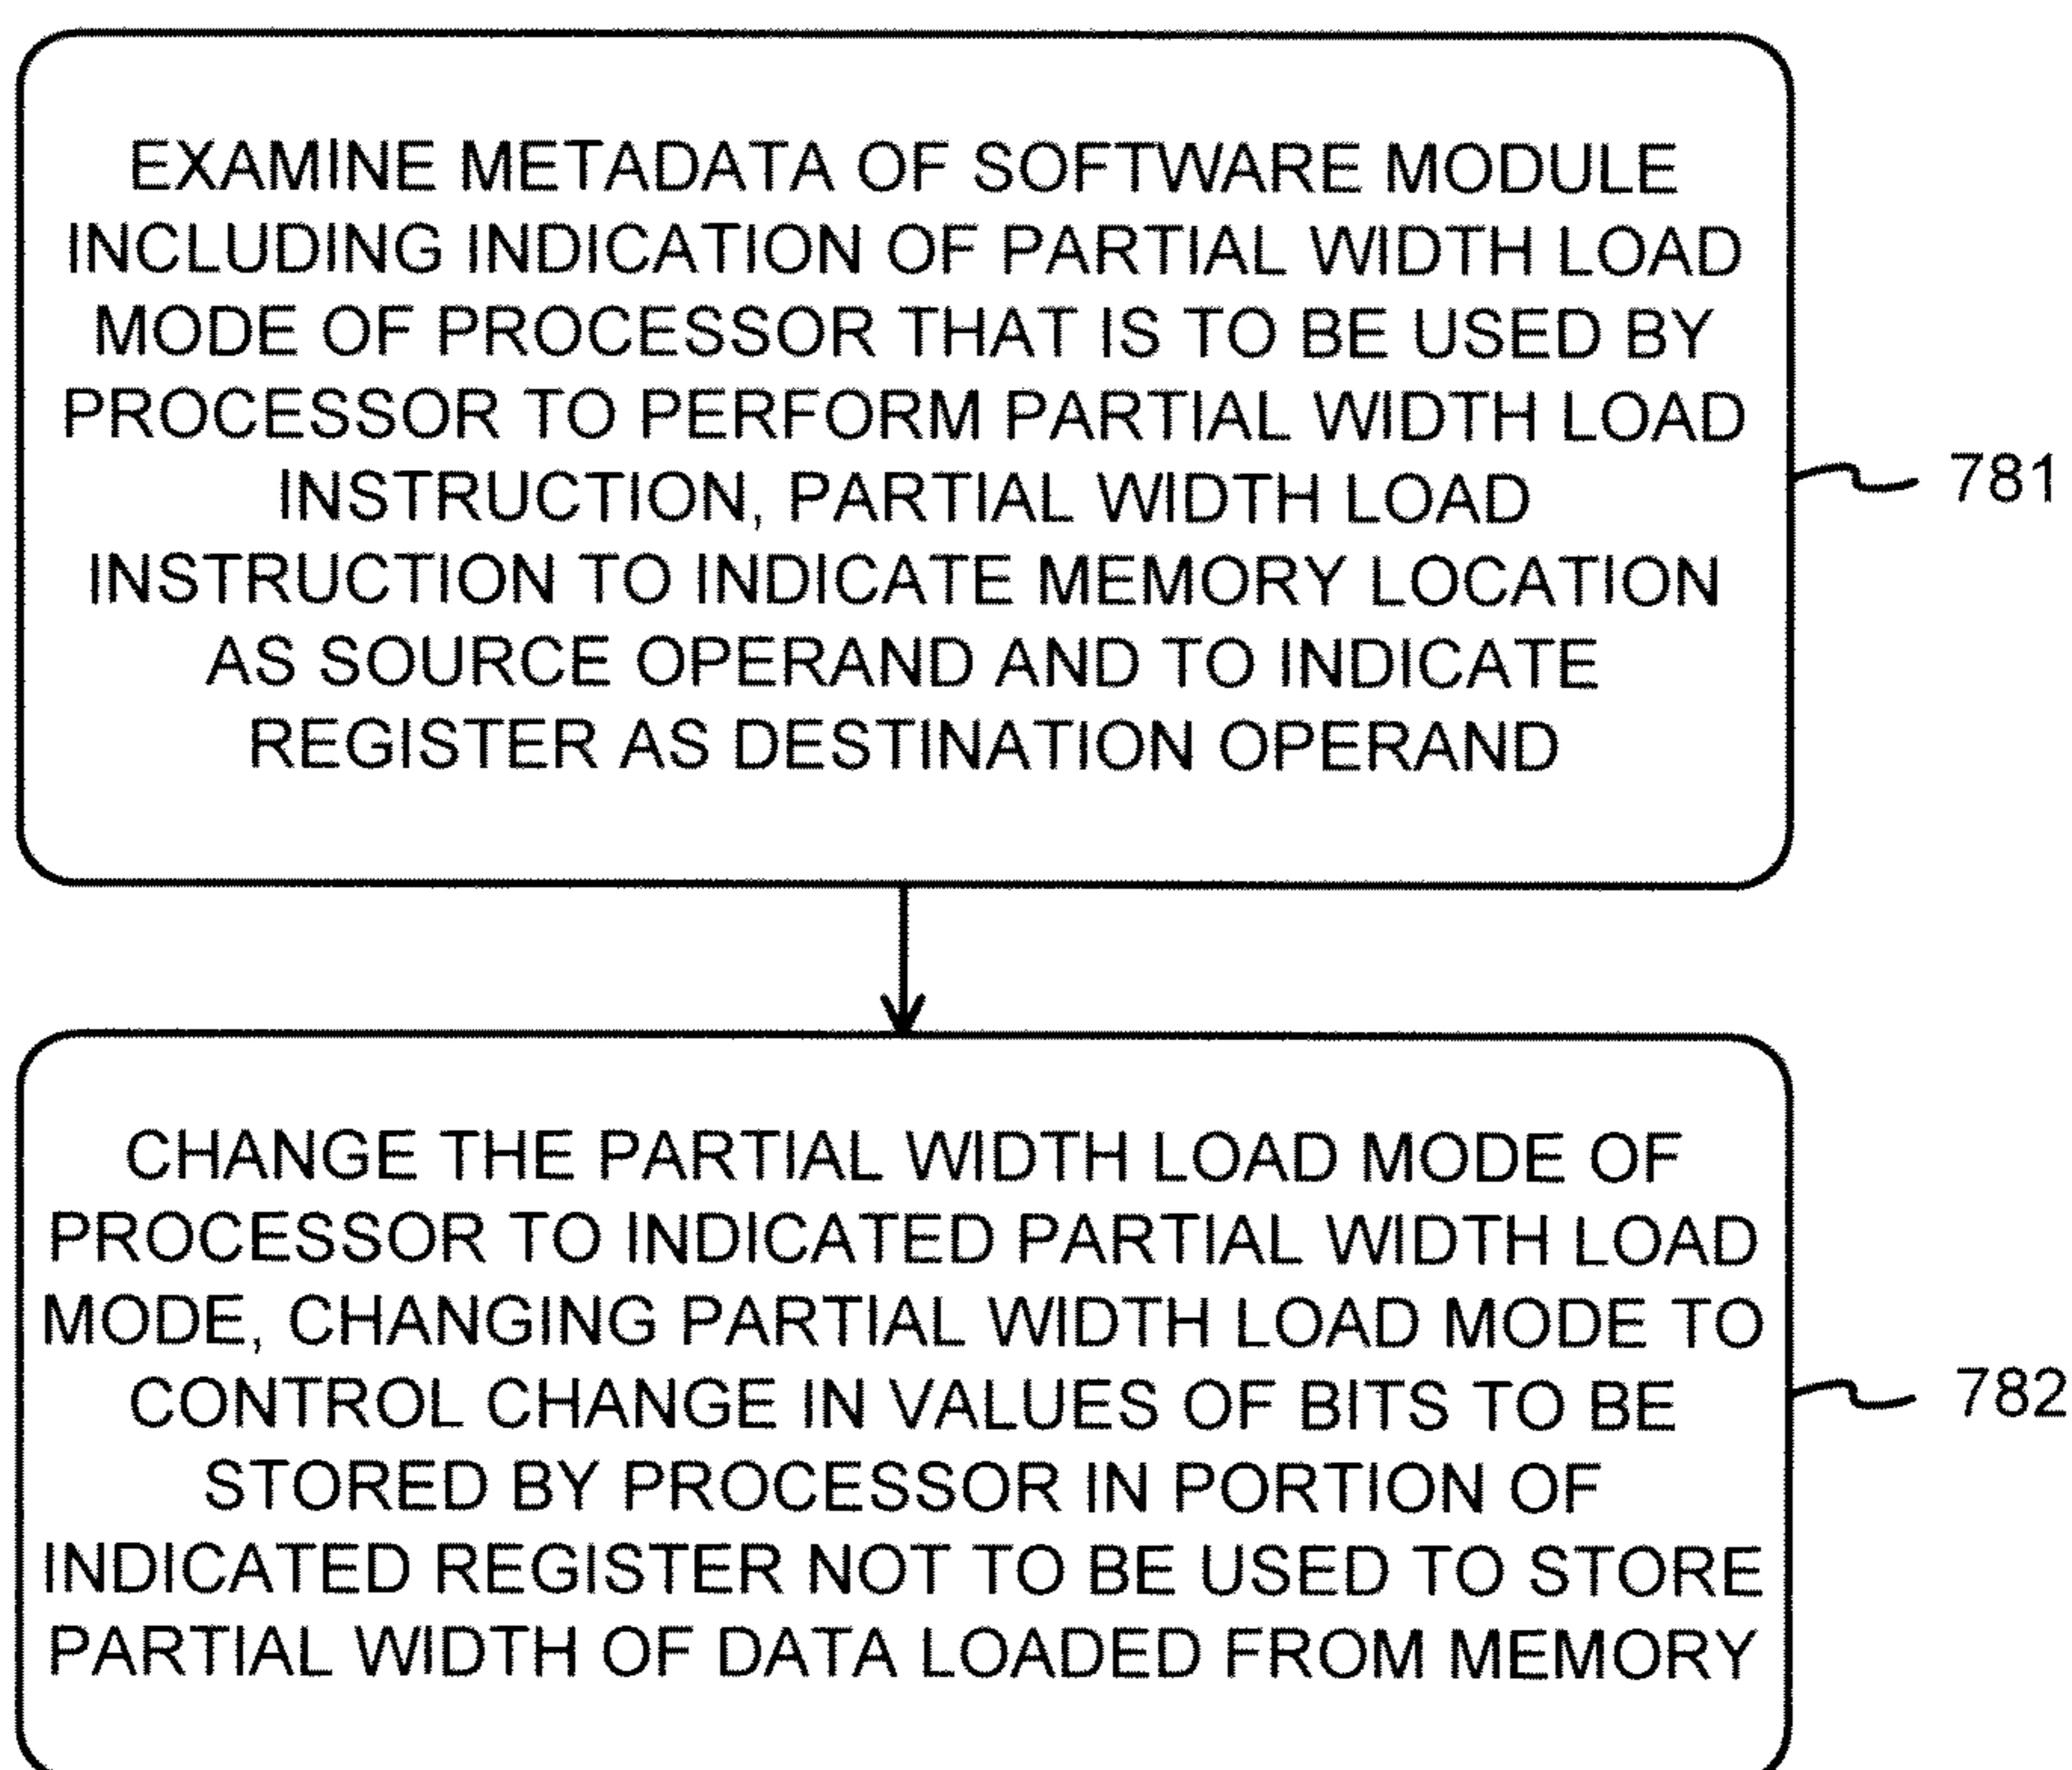 EXAMINE METADATA OF SOFTWARE MODULE
INCLUDING INDICATION OF PARTIAL WIDTH LOAD
MODE OF PROCESSOR THAT IS TO BE USED BY
PROCESSOR TO PERFORM PARTIAL WIDTH LOAD
INSTRUCTION, PARTIAL WIDTH LOAD
INSTRUCTION TO INDICATE MEMORY LOCATION
AS SOURCE OPERAND AND TO INDICATE
REGISTER AS DESTINATION OPERAND
781
CHANGE THE PARTIAL WIDTH LOAD MODE OF
PROCESSOR TO INDICATED PARTIAL WIDTH LOAD
MODE, CHANGING PARTIAL WIDTH LOAD MODE TO
CONTROL CHANGE IN VALUES OF BITS TO BE
STORED BY PROCESSOR IN PORTION OF
INDICATED REGISTER NOT TO BE USED TO STORE
PARTIAL WIDTH OF DATA LOADED FROM MEMORY
782